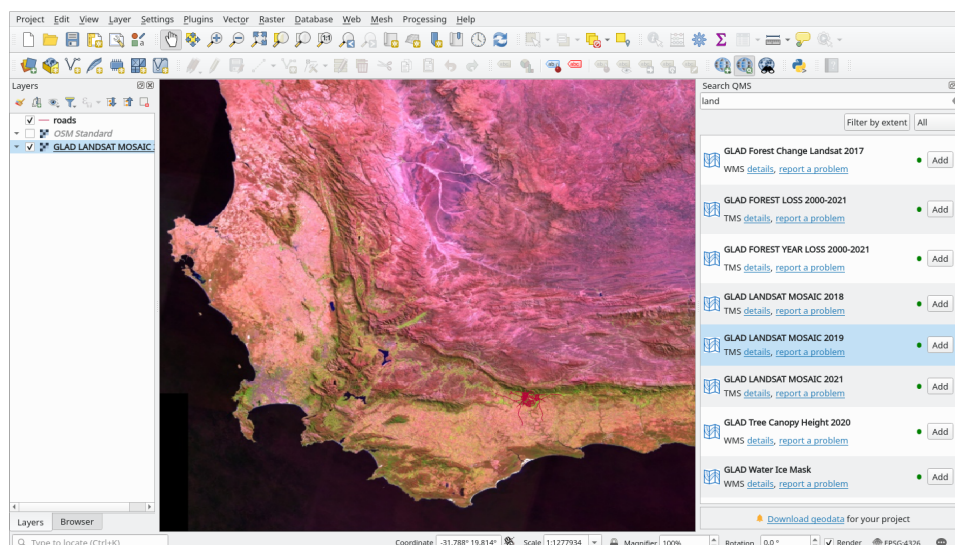 Project Edit View Layer Settings Plugins Vector Raster Database Web Mesh Processing Help
Layers
roads
OSM Standard
GLAD LANDSAT MOSAIC
Layers Browser
Search QMS
land
Filter by extent All
GLAD Forest Change Landsat 2017
WMS details, report a problem
Add
GLAD FOREST LOSS 2000-2021
TMS details, report a problem
Add
GLAD FOREST YEAR LOSS 2000-2021
TMS details, report a problem
Add
GLAD LANDSAT MOSAIC 2018
TMS details, report a problem
Add
GLAD LANDSAT MOSAIC 2019
TMS details, report a problem
Add
GLAD LANDSAT MOSAIC 2021
TMS details, report a problem
Add
GLAD Tree Canopy Height 2020
WMS details, report a problem
Add
GLAD Water Ice Mask
WMS details, report a problem
Add
Download geodata for your project
Type to locate (Ctrl+K) Coordinate -31.788° 19.814° Scale 1:1277934 Magnifier 100% Rotation 0.0 ° Render EPSG:4326